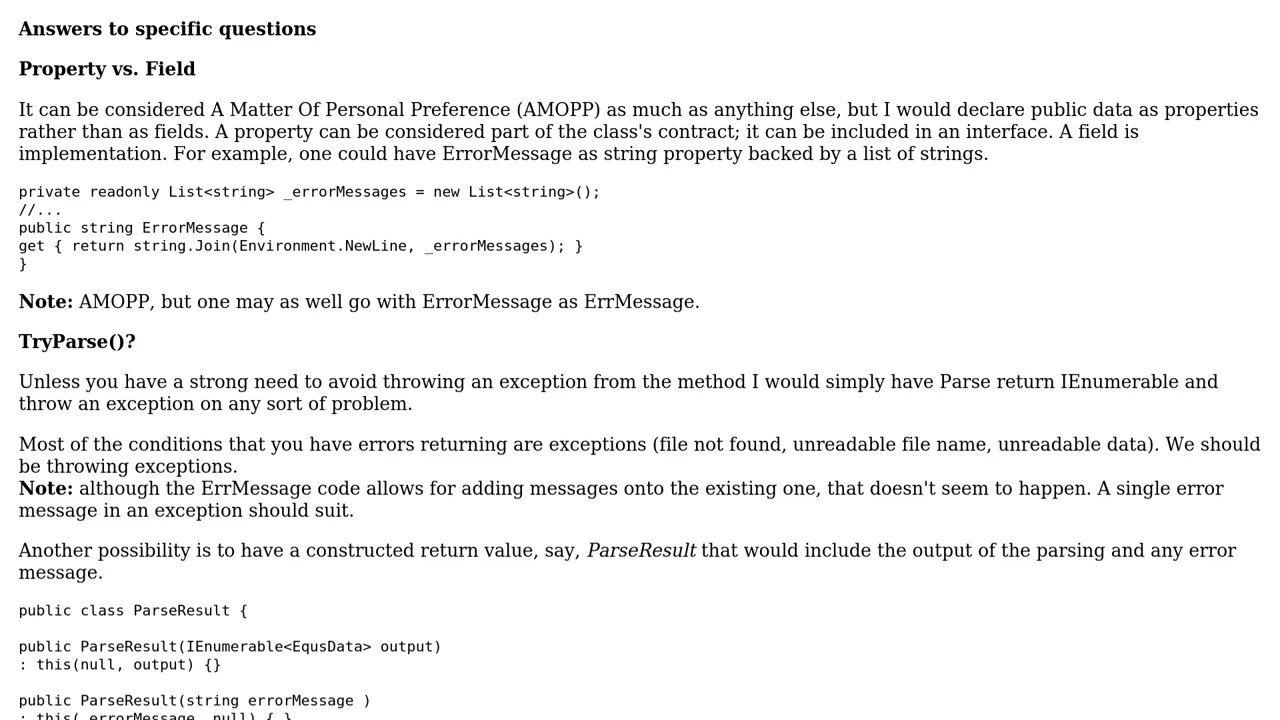 Answers to specific questions
Property vs. Field
It can be considered A Matter Of Personal Preference (AMOPP) as much as anything else, but I would declare public data as properties
rather than as fields. A property can be considered part of the class's contract; it can be included in an interface. A field is
implementation. For example, one could have ErrorMessage as string property backed by a list of strings.
private readonly List<string> _errorMessages = new List<string>();
//...
public string ErrorMessage {
get { return string.Join(Environment.NewLine, _errorMessages); }
}
Note: AMOPP, but one may as well go with ErrorMessage as ErrMessage.
TryParse()?
Unless you have a strong need to avoid throwing an exception from the method I would simply have Parse return IEnumerable and
throw an exception on any sort of problem.
Most of the conditions that you have errors returning are exceptions (file not found, unreadable file name, unreadable data). We should
be throwing exceptions.
Note: although the ErrMessage code allows for adding messages onto the existing one, that doesn't seem to happen. A single error
message in an exception should suit.
Another possibility is to have a constructed return value, say, ParseResult that would include the output of the parsing and any error
message.
public class ParseResult {
public ParseResult(IEnumerable<EqusData> output)
: this(null, output) {}
public ParseResult(string errorMessage )
: this( errorMessage, null) { }